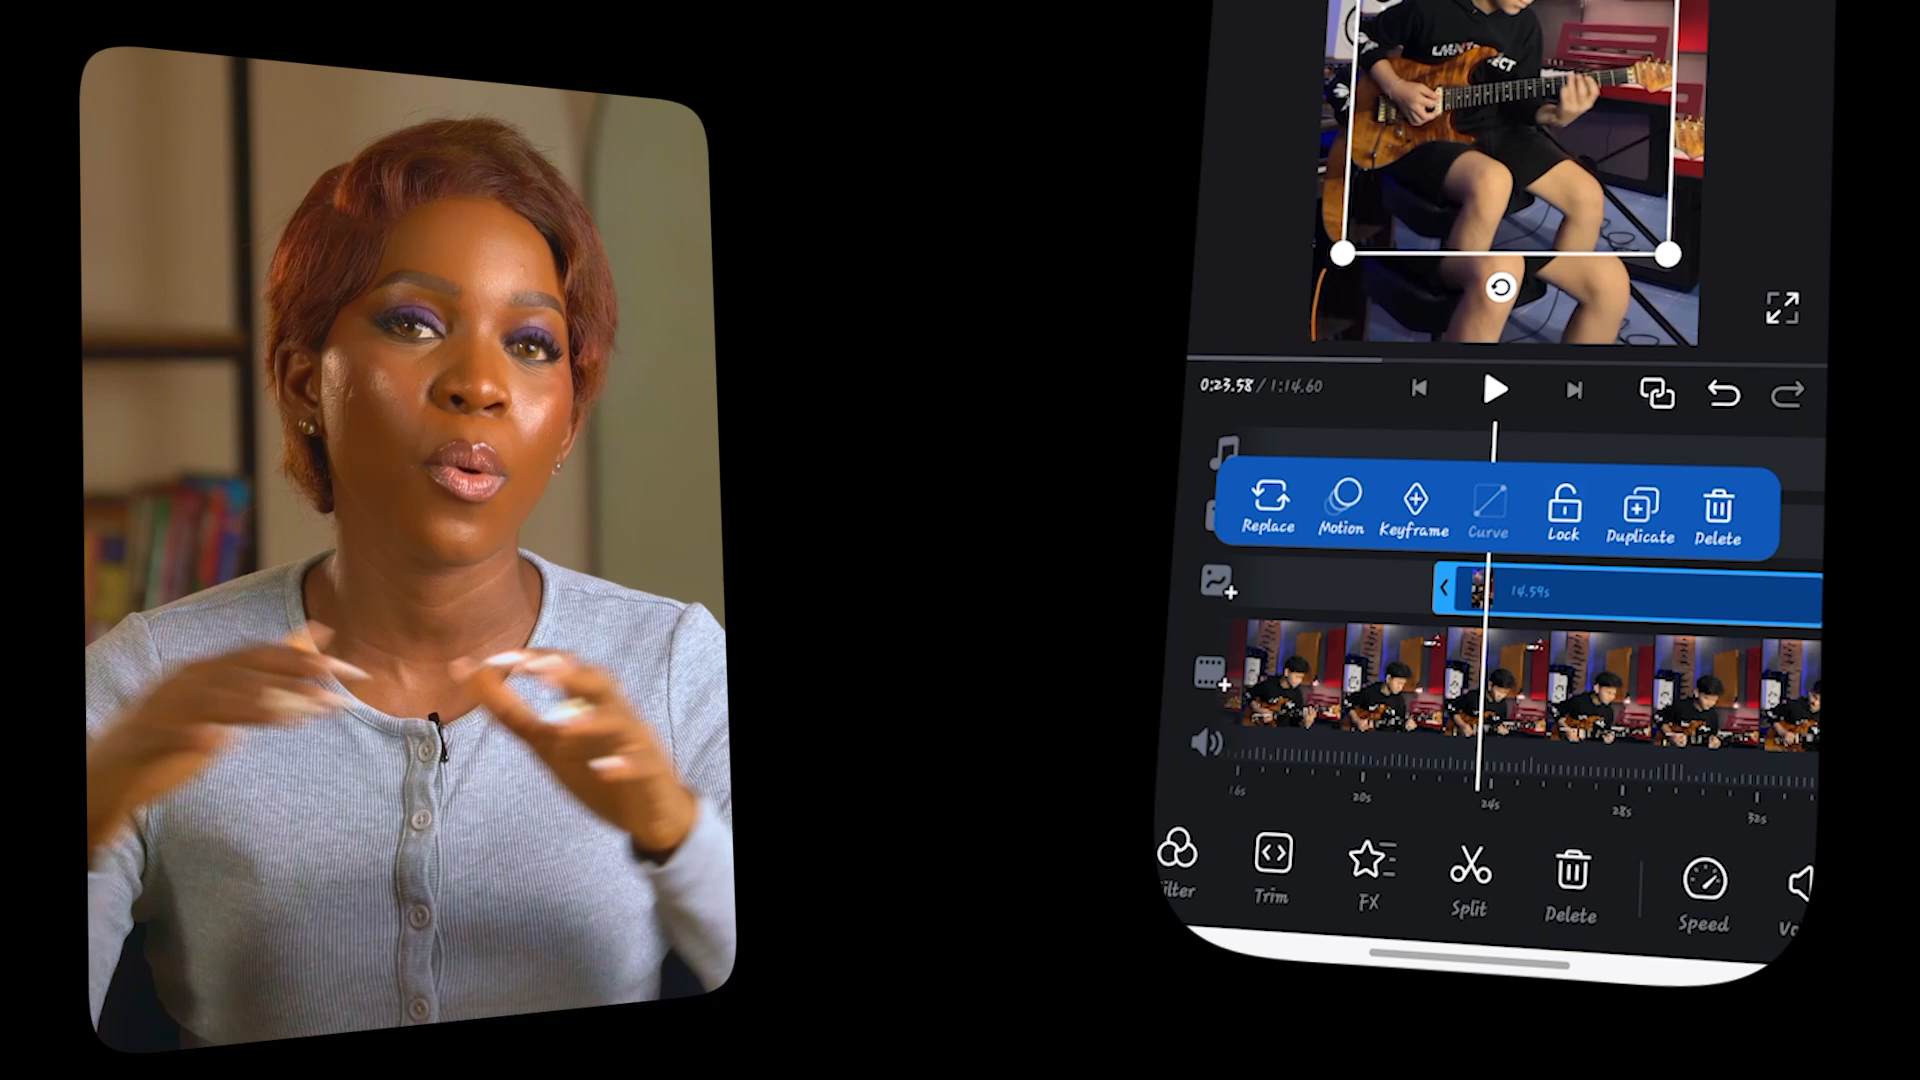 0:23.58 / 1:14.60
Replace
Motion
Keyframe
Curve
Lock
Duplicate
Delete
14.59s
16s
20s
24s
28s
32s
Trim
FX
Split
Delete
Speed